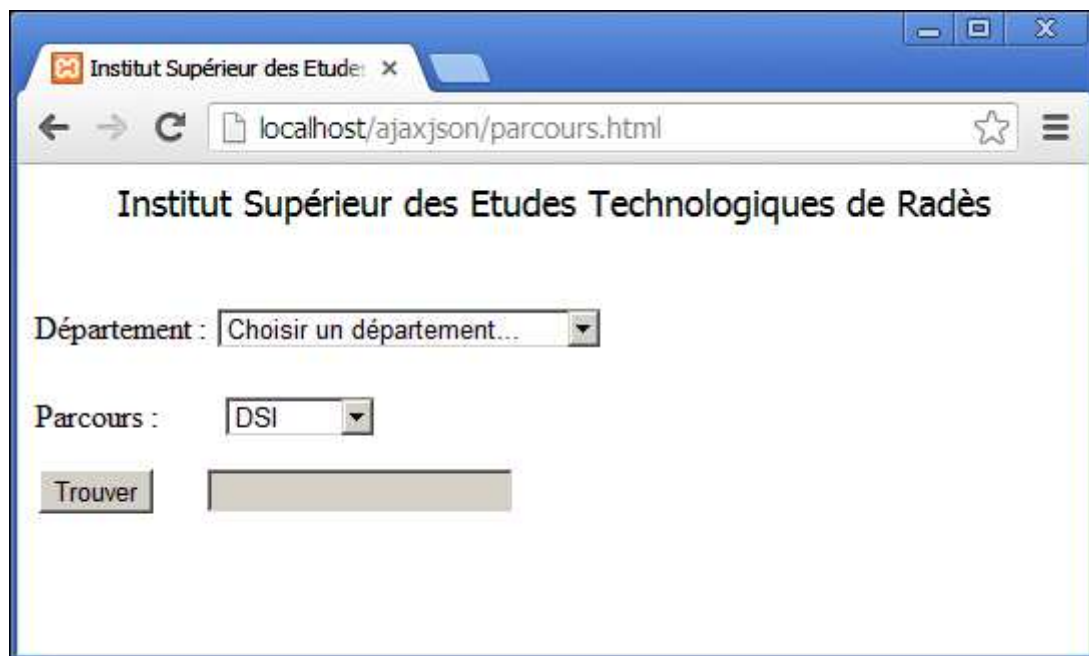 Institut Supérieur des Etude
localhost/ajaxjson/parcours.html
Institut Supérieur des Etudes Technologiques de Radès
Département : Choisir un département...
Parcours : DSI
Trouver